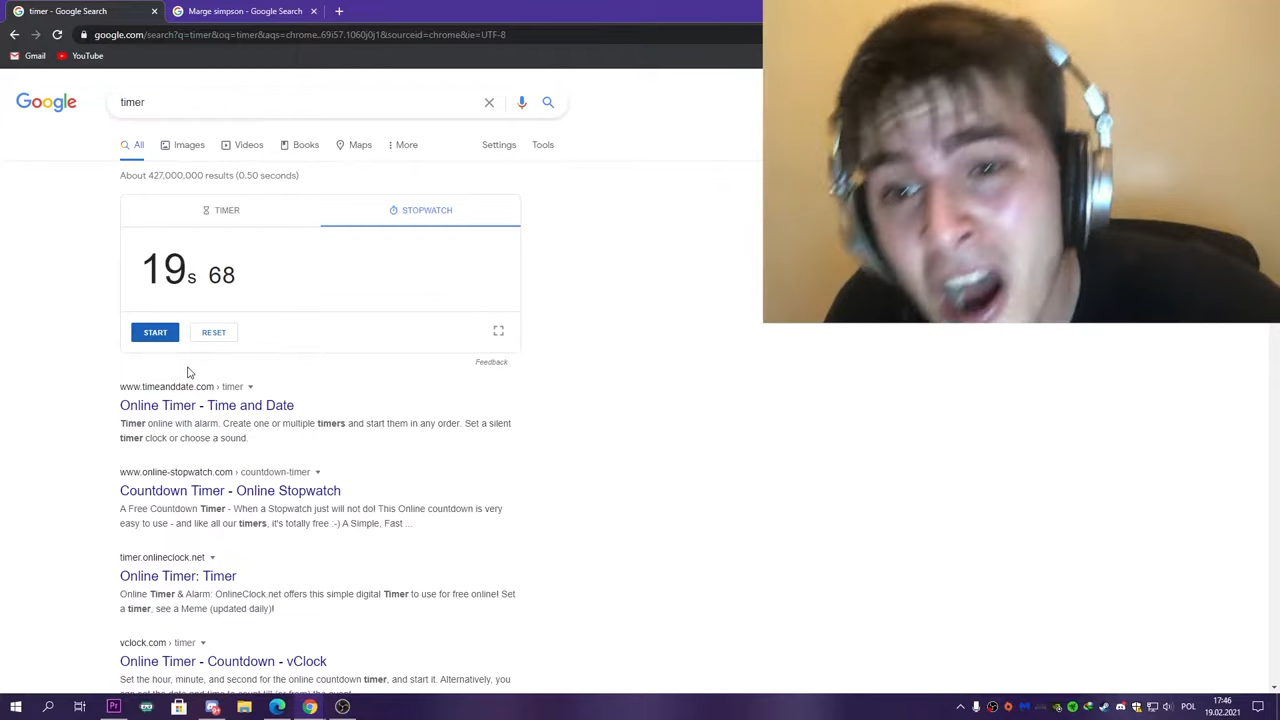 timer - Google Search
Marge simpson - Google Search
google.com/search?q=timer&oq=timer&aqs=chrome..69i57.1060j0j1&sourceid=chrome&ie=UTF-8
Gmail
YouTube
Google
timer
All
Images
Videos
Books
Maps
More
Settings
Tools
About 427,000,000 results (0.50 seconds)
TIMER
STOPWATCH
19s 68
START
RESET
Feedback
www.timeanddate.com › timer
Online Timer - Time and Date
Timer online with alarm. Create one or multiple timers and start them in any order. Set a silent
timer clock or choose a sound.
www.online-stopwatch.com › countdown-timer
Countdown Timer - Online Stopwatch
A Free Countdown Timer - When a Stopwatch just will not do! This Online countdown is very
easy to use - and like all our timers, it's totally free :-) A Simple, Fast ...
timer.onlineclock.net
Online Timer: Timer
Online Timer & Alarm: OnlineClock.net offers this simple digital Timer to use for free online! Set
a timer, see a Meme (updated daily)!
vclock.com › timer
Online Timer - Countdown - vClock
Set the hour, minute, and second for the online countdown timer, and start it. Alternatively, you
Pr
POL
17:46
19.02.2021